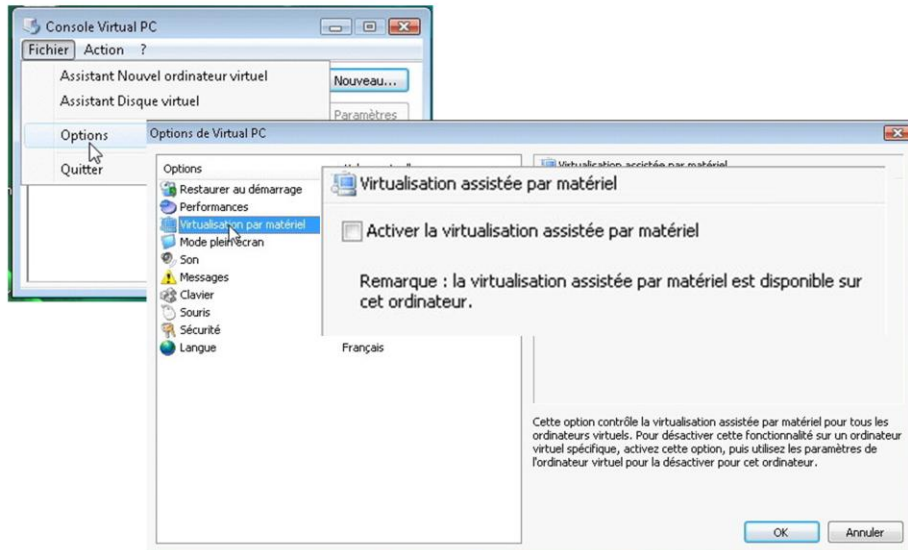 Console Virtual PC
Fichier Action ?
Assistant Nouvel ordinateur virtuel
Assistant Disque virtuel
Options
Quitter
Nouveau...
Paramètres
Options de Virtual PC
Options
Restaurer au démarrage
Performances
Virtualisation par matériel
Mode plein écran
Son
Messages
Clavier
Souris
Sécurité
Langue Français
Virtualisation assistée par matériel
Virtualisation assistée par matériel
Activer la virtualisation assistée par matériel
Remarque : la virtualisation assistée par matériel est disponible sur
cet ordinateur.
Cette option contrôle la virtualisation assistée par matériel pour tous les
ordinateurs virtuels. Pour désactiver cette fonctionnalité sur un ordinateur
virtuel spécifique, activez cette option, puis utilisez les paramètres de
l'ordinateur virtuel pour la désactiver pour cet ordinateur.
OK Annuler